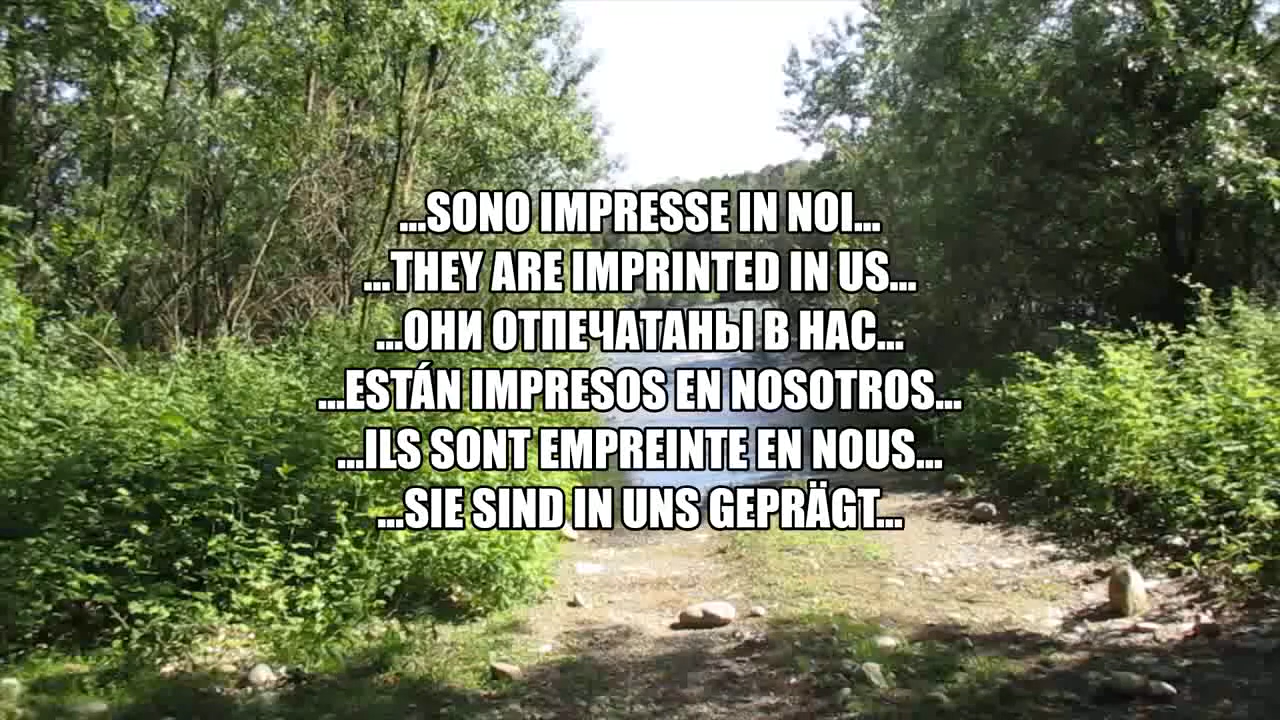 ...SONO IMPRESSE IN NOI...
...THEY ARE IMPRINTED IN US...
...ОНИ ОТПЕЧАТАНЫ В НАС...
...ESTÁN IMPRESOS EN NOSOTROS...
...ILS SONT EMPREINTE EN NOUS...
...SIE SIND IN UNS GEPRÄGT...